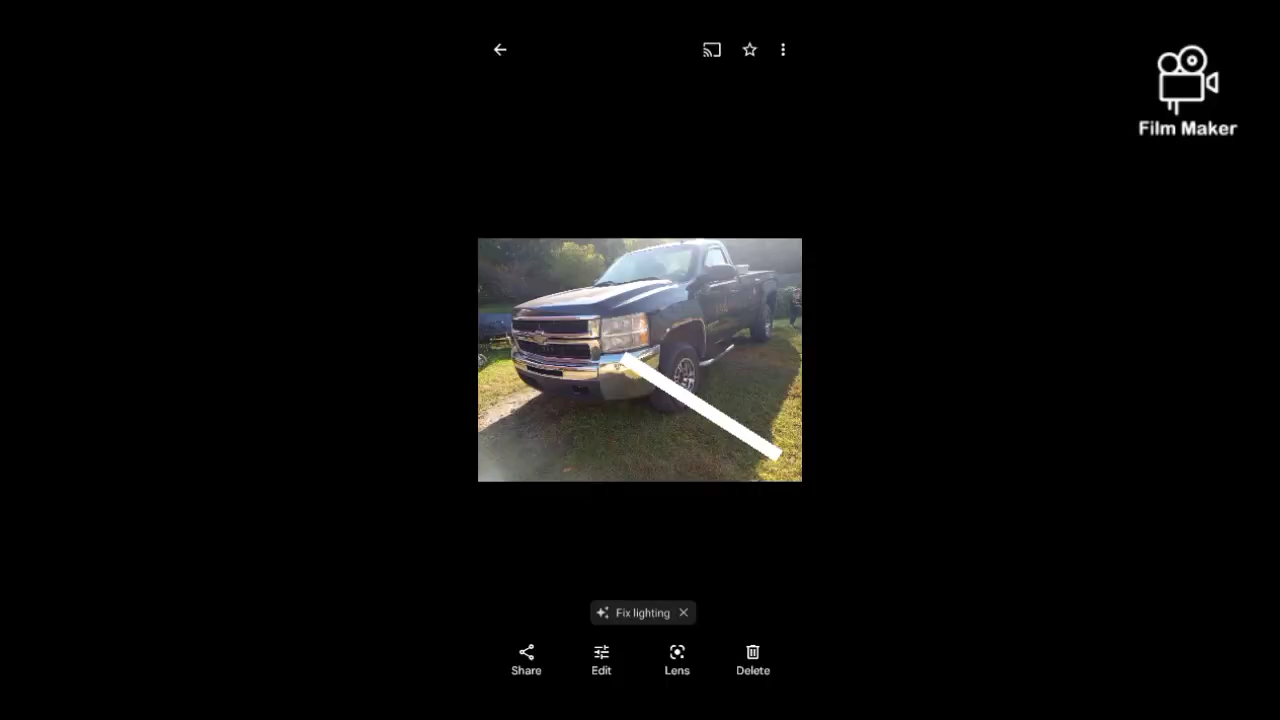 Film Maker
Fix lighting
Share
Edit
Lens
Delete